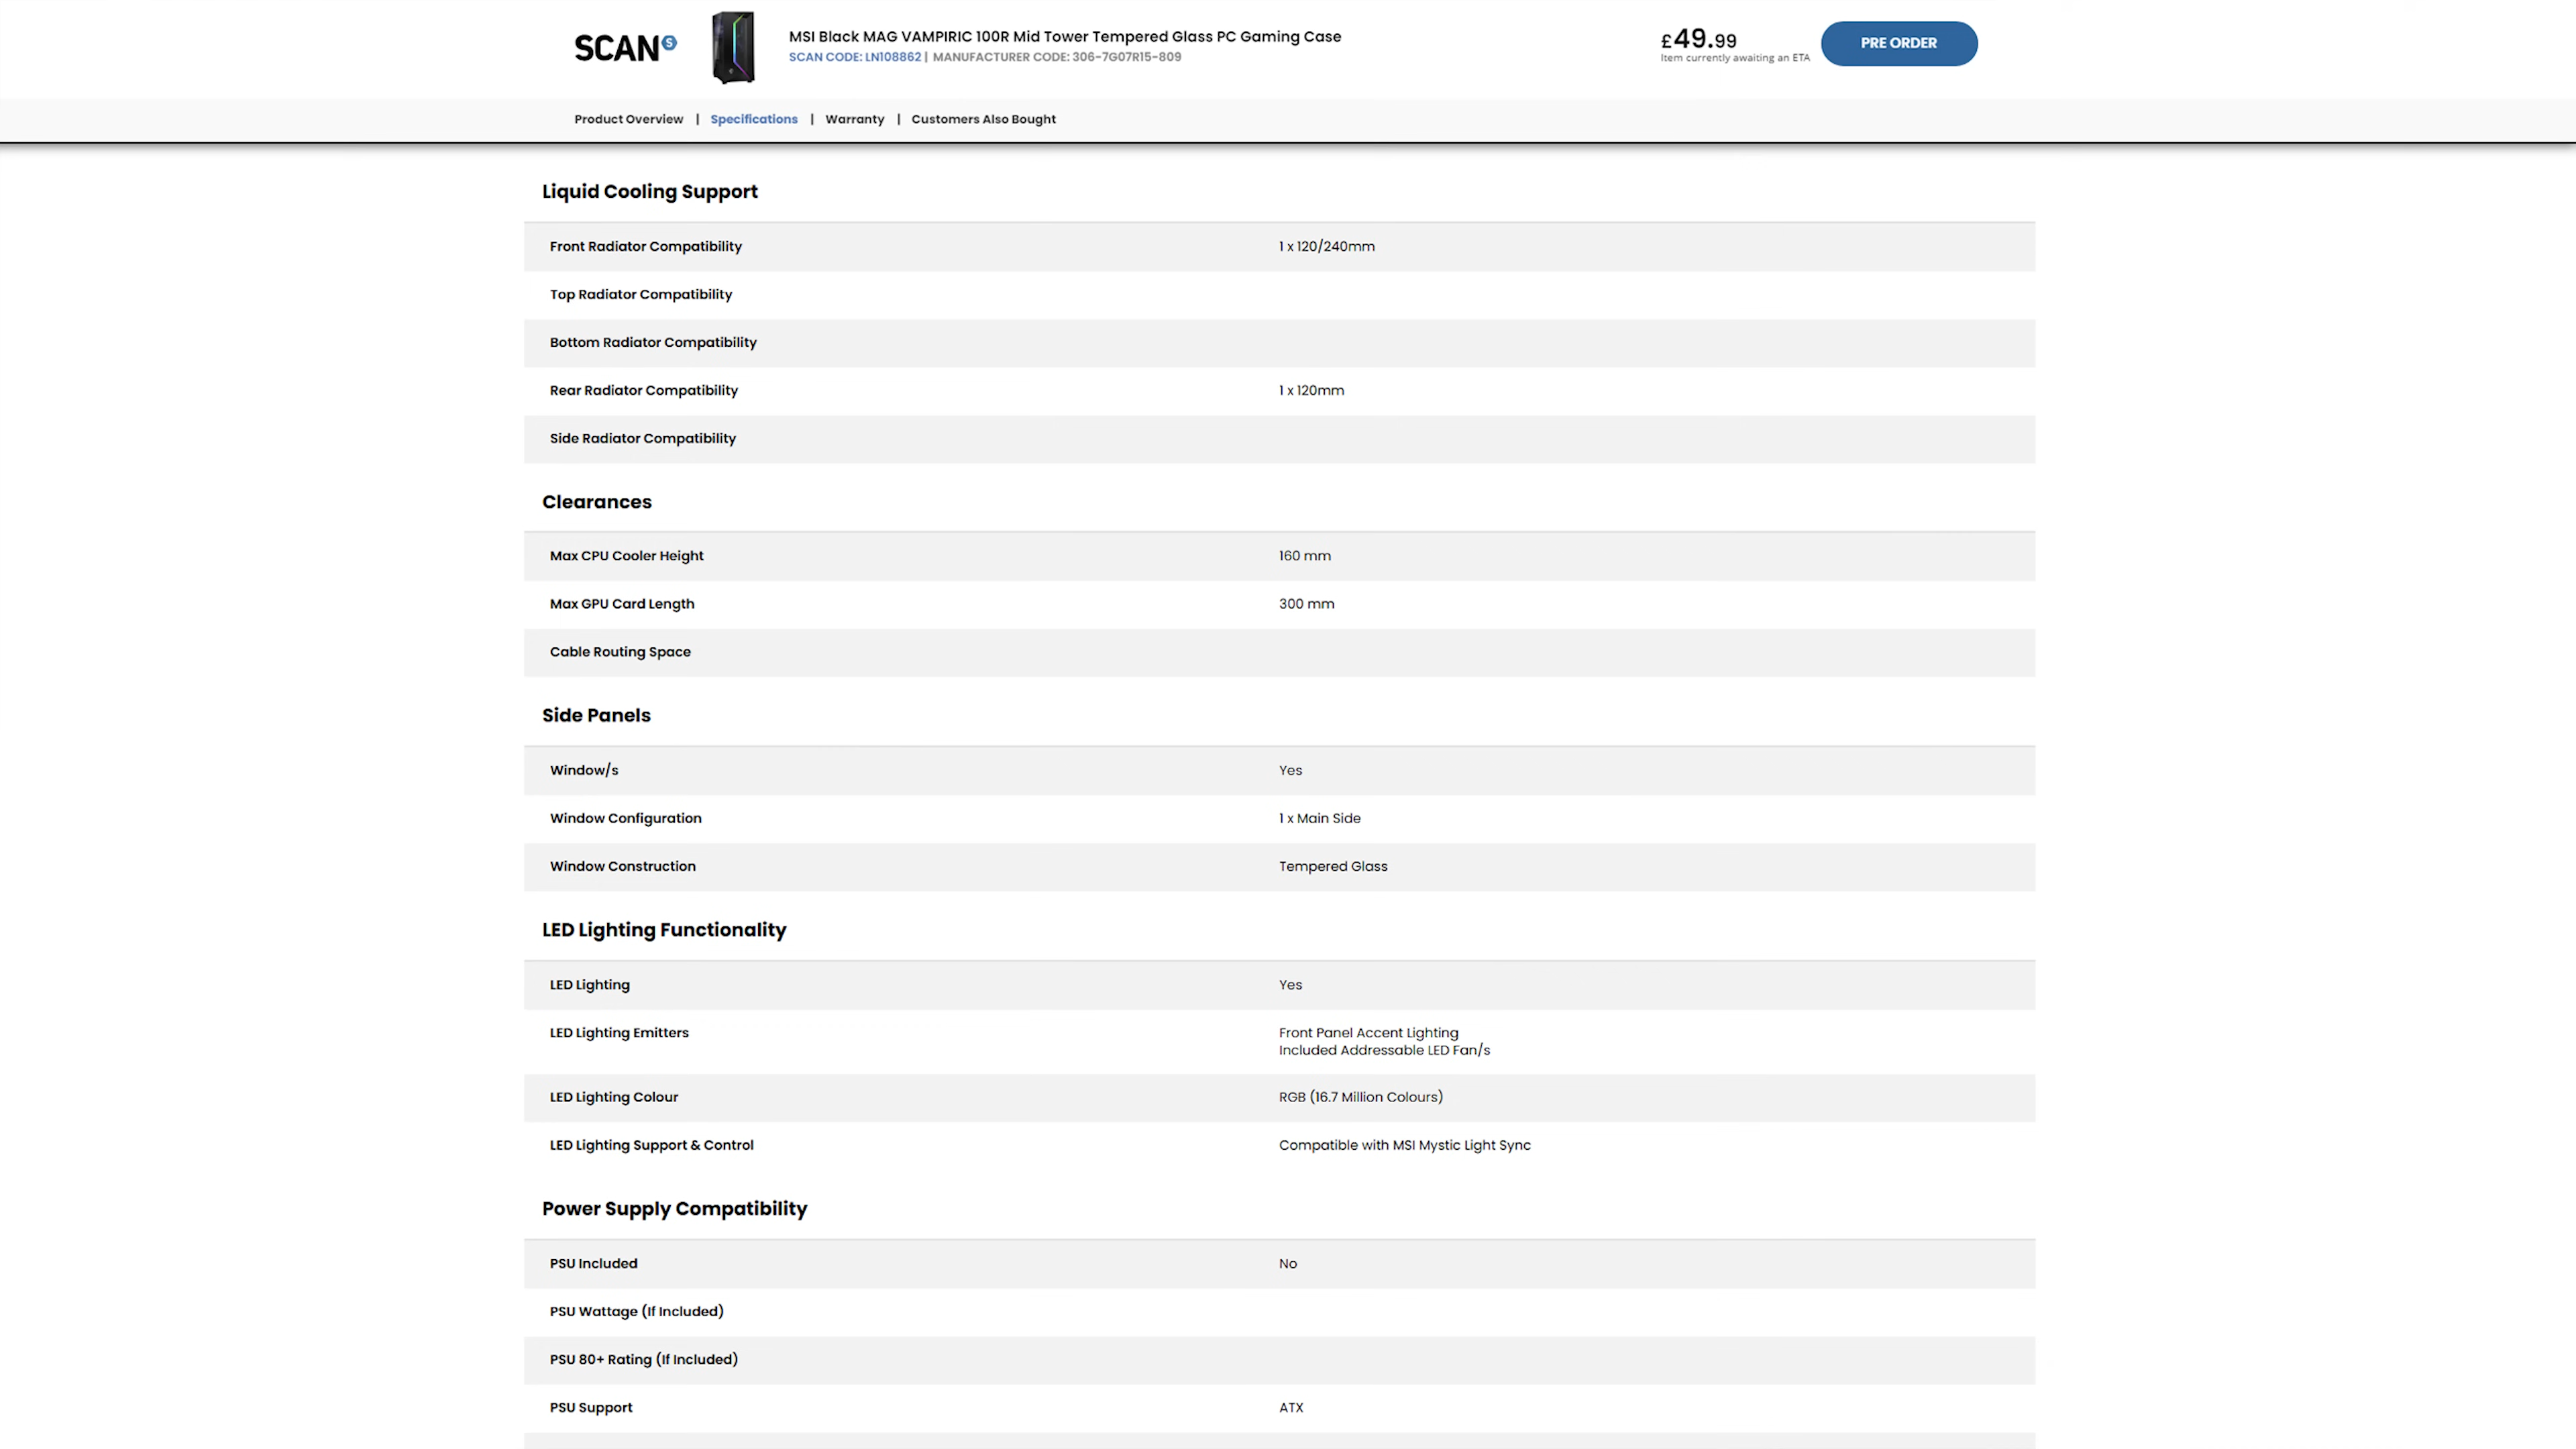 SCAN S
MSI Black MAG VAMPIRIC 100R Mid Tower Tempered Glass PC Gaming Case
SCAN CODE: LN108862 | MANUFACTURER CODE: 306-7G07R15-809
£49.99
Item currently awaiting an ETA
PRE ORDER
Product Overview | Specifications | Warranty | Customers Also Bought
Liquid Cooling Support
Front Radiator Compatibility 1 x 120/240mm
Top Radiator Compatibility
Bottom Radiator Compatibility
Rear Radiator Compatibility 1 x 120mm
Side Radiator Compatibility
Clearances
Max CPU Cooler Height 160 mm
Max GPU Card Length 300 mm
Cable Routing Space
Side Panels
Window/s Yes
Window Configuration 1 x Main Side
Window Construction Tempered Glass
LED Lighting Functionality
LED Lighting Yes
LED Lighting Emitters Front Panel Accent Lighting
Included Addressable LED Fan/s
LED Lighting Colour RGB (16.7 Million Colours)
LED Lighting Support & Control Compatible with MSI Mystic Light Sync
Power Supply Compatibility
PSU Included No
PSU Wattage (If Included)
PSU 80+ Rating (If Included)
PSU Support ATX